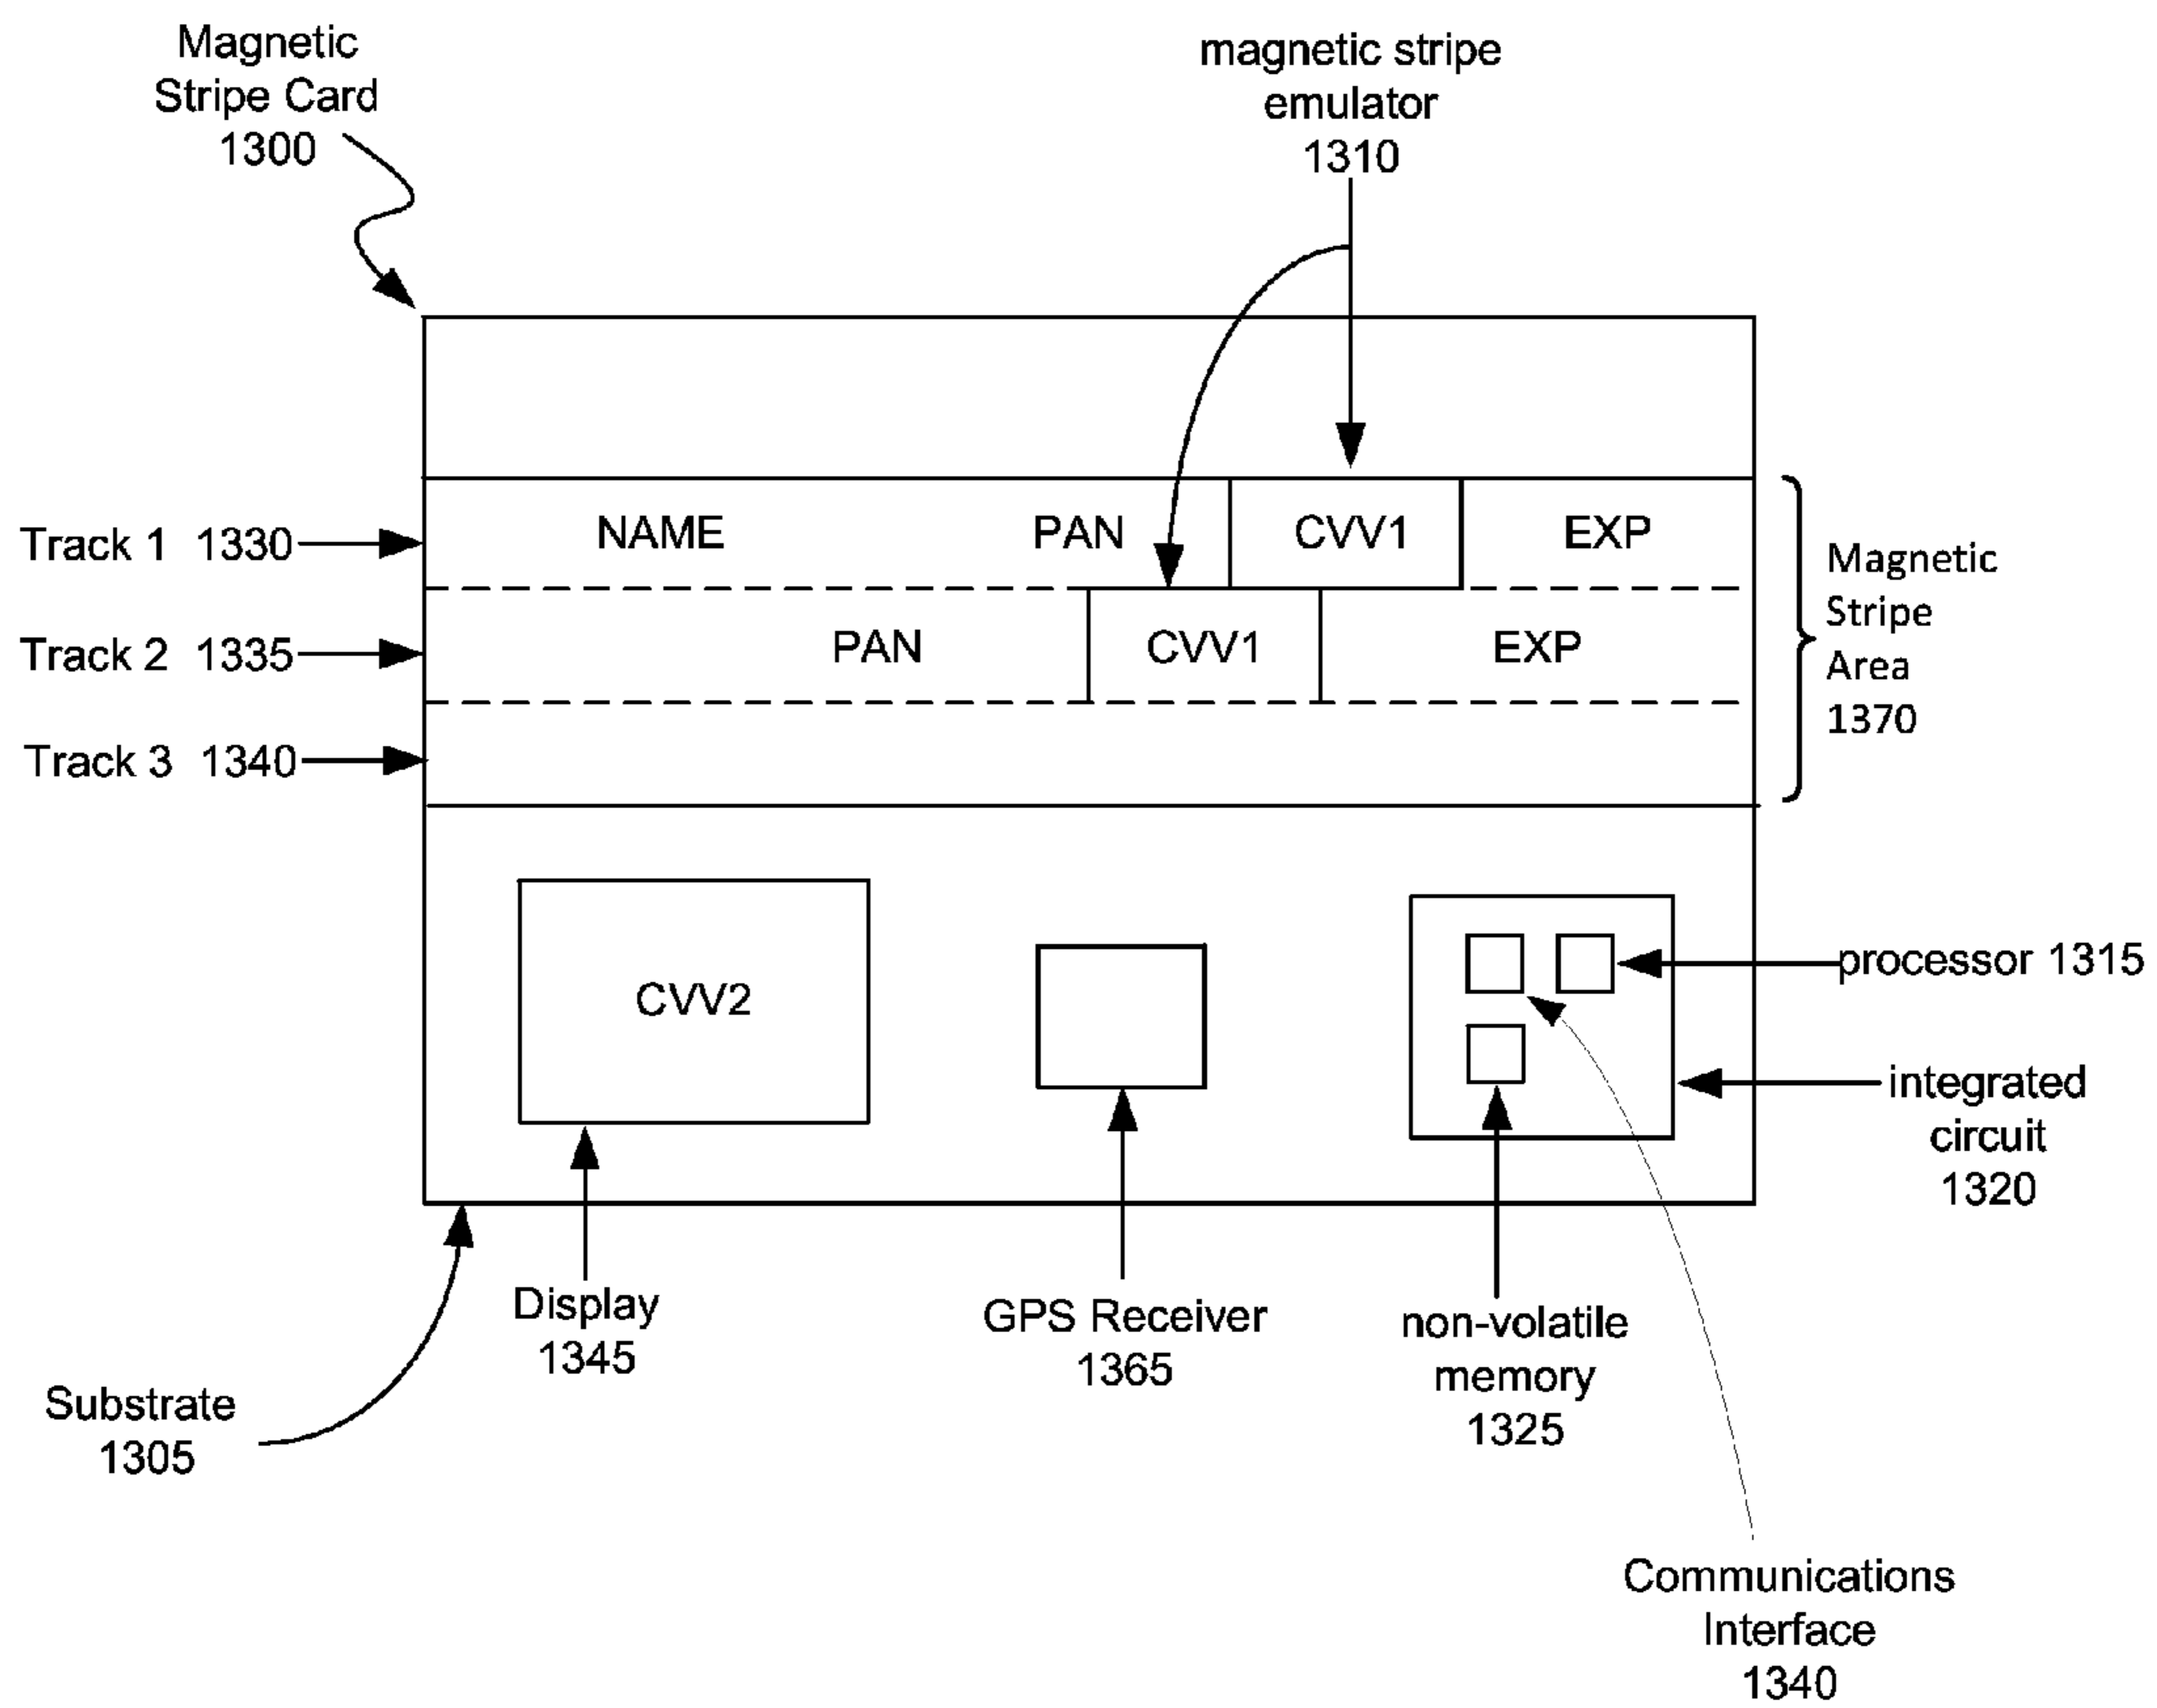 Magnetic
Stripe Card
1300
magnetic stripe
emulator
1310
Track 1 1330
NAME PAN CVV1 EXP
Track 2 1335
PAN CVV1 EXP
Track 3 1340
Magnetic
Stripe
Area
1370
CVV2
processor 1315
integrated
circuit
1320
Display
1345
GPS Receiver
1365
non-volatile
memory
1325
Substrate
1305
Communications
Interface
1340